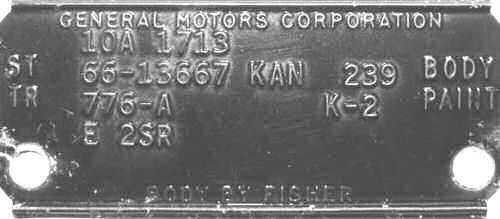 GENERAL MOTORS CORPORATION
10A 1713
ST 66-13667 KAN 239 BODY
TR 776-A K-2 PAINT
E 2SR
BODY BY FISHER